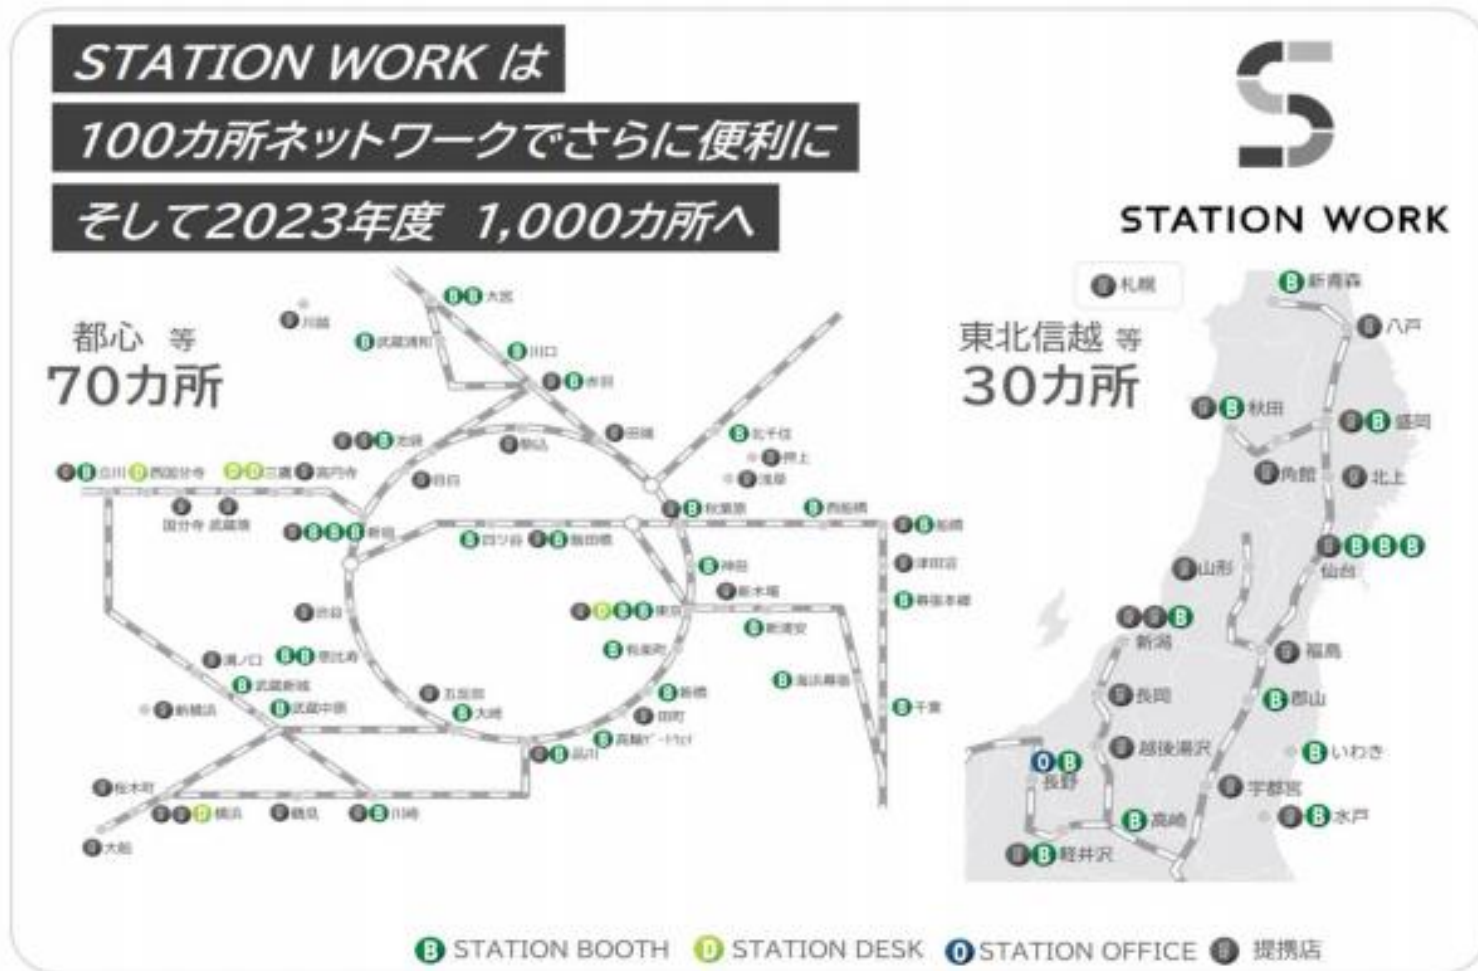 STATION WORK は
100カ所ネットワークでさらに便利に
そして2023年度 1,000カ所へ
STATION WORK
都心 等
70カ所
大宮
川越
武蔵浦和
川口
赤羽
池袋
駒込
田端
北千住
押上
浅草
目白
立川
西国分寺
三鷹
高円寺
国分寺
武蔵境
新宿
四ツ谷
飯田橋
秋葉原
西船橋
船橋
津田沼
神田
幕張本郷
新木場
東京
新浦安
渋谷
有楽町
恵比寿
溝ノ口
海浜幕張
武蔵新城
五反田
新橋
新横浜
武蔵中原
大崎
田町
千葉
高輪ゲートウェイ
品川
桜木町
横浜
鶴見
川崎
大船
札幌
東北信越 等
30カ所
新青森
八戸
秋田
盛岡
角館
北上
仙台
山形
新潟
福島
長岡
郡山
越後湯沢
いわき
長野
宇都宮
高崎
水戸
軽井沢
B STATION BOOTH
D STATION DESK
O STATION OFFICE
提携店